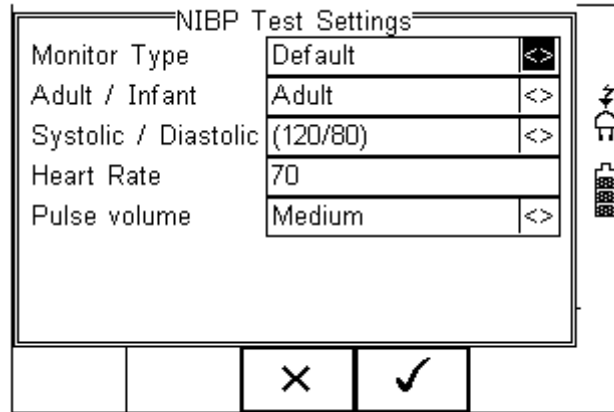 NIBP Test Settings
Monitor Type Default <>
Adult / Infant Adult <>
Systolic / Diastolic (120/80) <>
Heart Rate 70
Pulse volume Medium <>